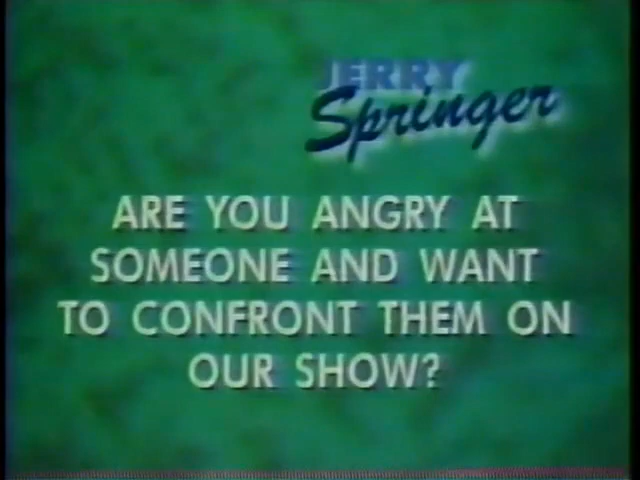 JERRY
Springer
ARE YOU ANGRY AT
SOMEONE AND WANT
TO CONFRONT THEM ON
OUR SHOW?